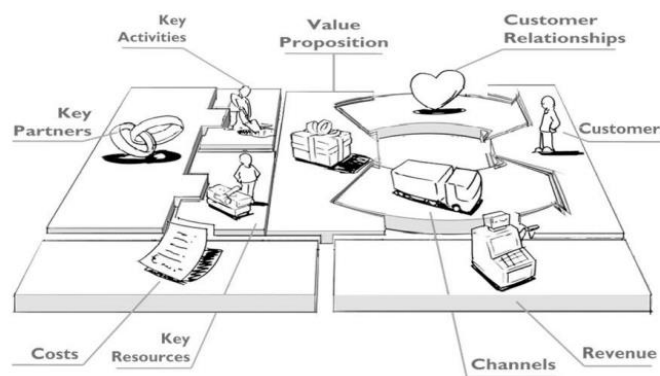 Key
Activities
Value
Proposition
Customer
Relationships
Key
Partners
Customer
Costs
Key
Resources
Channels
Revenue